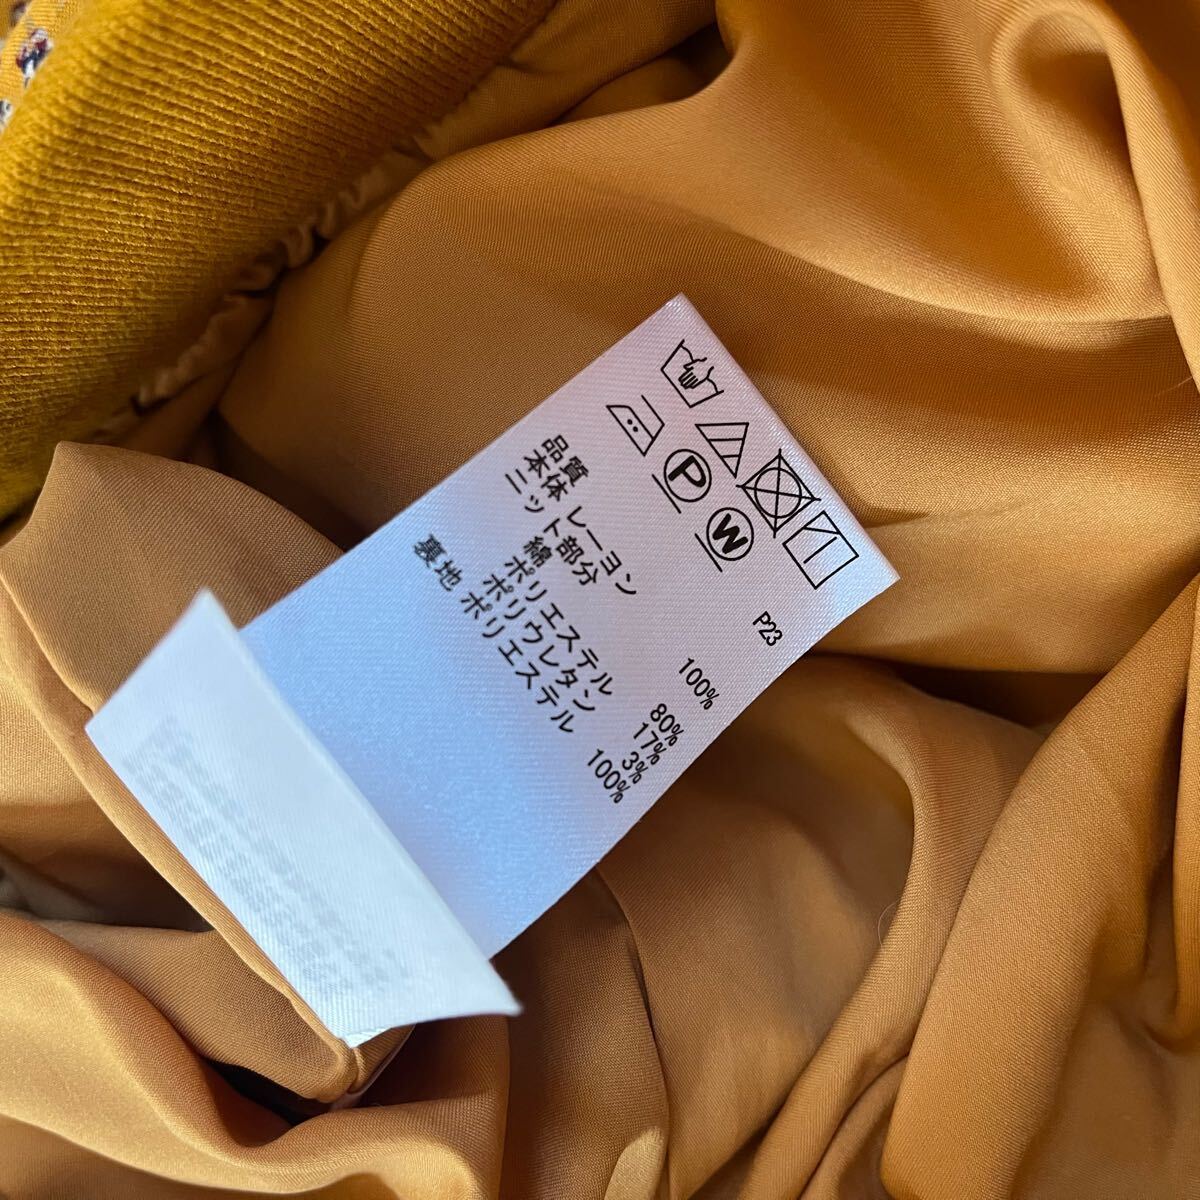 P W
P23
品質
本体 レーヨン 100%
ニット部分
綿 80%
ポリエステル 17%
ポリウレタン 3%
裏地 ポリエステル 100%